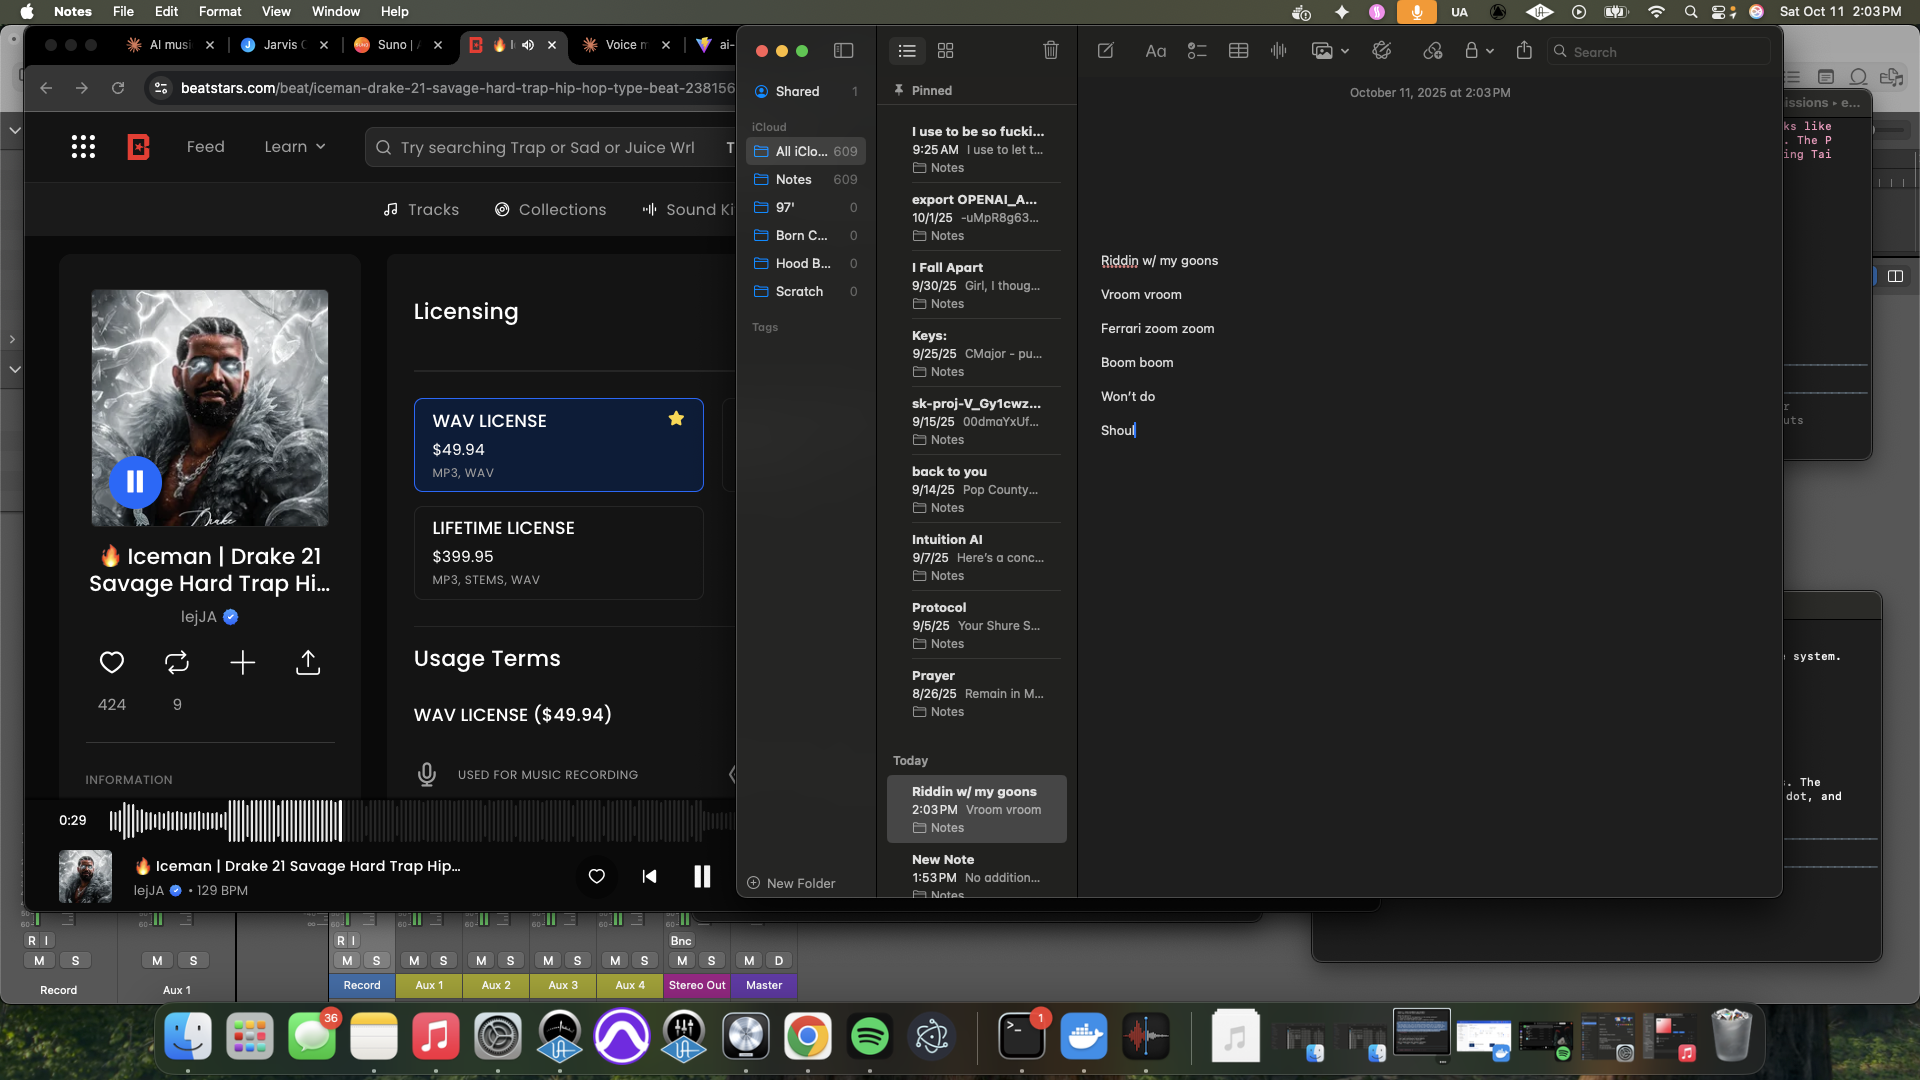 Notes File Edit Format View Window Help
UA
Sat Oct 11 2:03 PM
AI musi
Jarvis C
Suno | A
Voice m
ai-
beatstars.com/beat/iceman-drake-21-savage-hard-trap-hip-hop-type-beat-238156
Feed
Learn
Try searching Trap or Sad or Juice Wrl
Tracks
Collections
Sound Ki
Iceman | Drake 21
Savage Hard Trap Hi...
lejJA
424
9
INFORMATION
Licensing
WAV LICENSE
$49.94
MP3, WAV
LIFETIME LICENSE
$399.95
MP3, STEMS, WAV
Usage Terms
WAV LICENSE ($49.94)
USED FOR MUSIC RECORDING
0:29
Iceman | Drake 21 Savage Hard Trap Hip...
lejJA • 129 BPM
Shared 1
iCloud
All iClo... 609
Notes 609
97' 0
Born C... 0
Hood B... 0
Scratch 0
Tags
New Folder
Pinned
I use to be so fucki...
9:25 AM I use to let t...
Notes
export OPENAI_A...
10/1/25 -uMpR8g63...
Notes
I Fall Apart
9/30/25 Girl, I thoug...
Notes
Keys:
9/25/25 CMajor - pu...
Notes
sk-proj-V_Gy1cwz...
9/15/25 00dmaYxUf...
Notes
back to you
9/14/25 Pop County...
Notes
Intuition AI
9/7/25 Here's a conc...
Notes
Protocol
9/5/25 Your Shure S...
Notes
Prayer
8/26/25 Remain in M...
Notes
Today
Riddin w/ my goons
2:03 PM Vroom vroom
Notes
New Note
1:53 PM No addition...
Notes
Aa
Search
October 11, 2025 at 2:03 PM
Riddin w/ my goons
Vroom vroom
Ferrari zoom zoom
Boom boom
Won't do
Shoul
issions ▸ e...
ks like
. The P
ing Tai
r
uts
e system.
s. The
dot, and
R I
M S
Record
M S
Aux 1
R I
M S
Record
M S
Aux 1
M S
Aux 2
M S
Aux 3
M S
Aux 4
Bnc
M S
Stereo Out
M D
Master
36
1